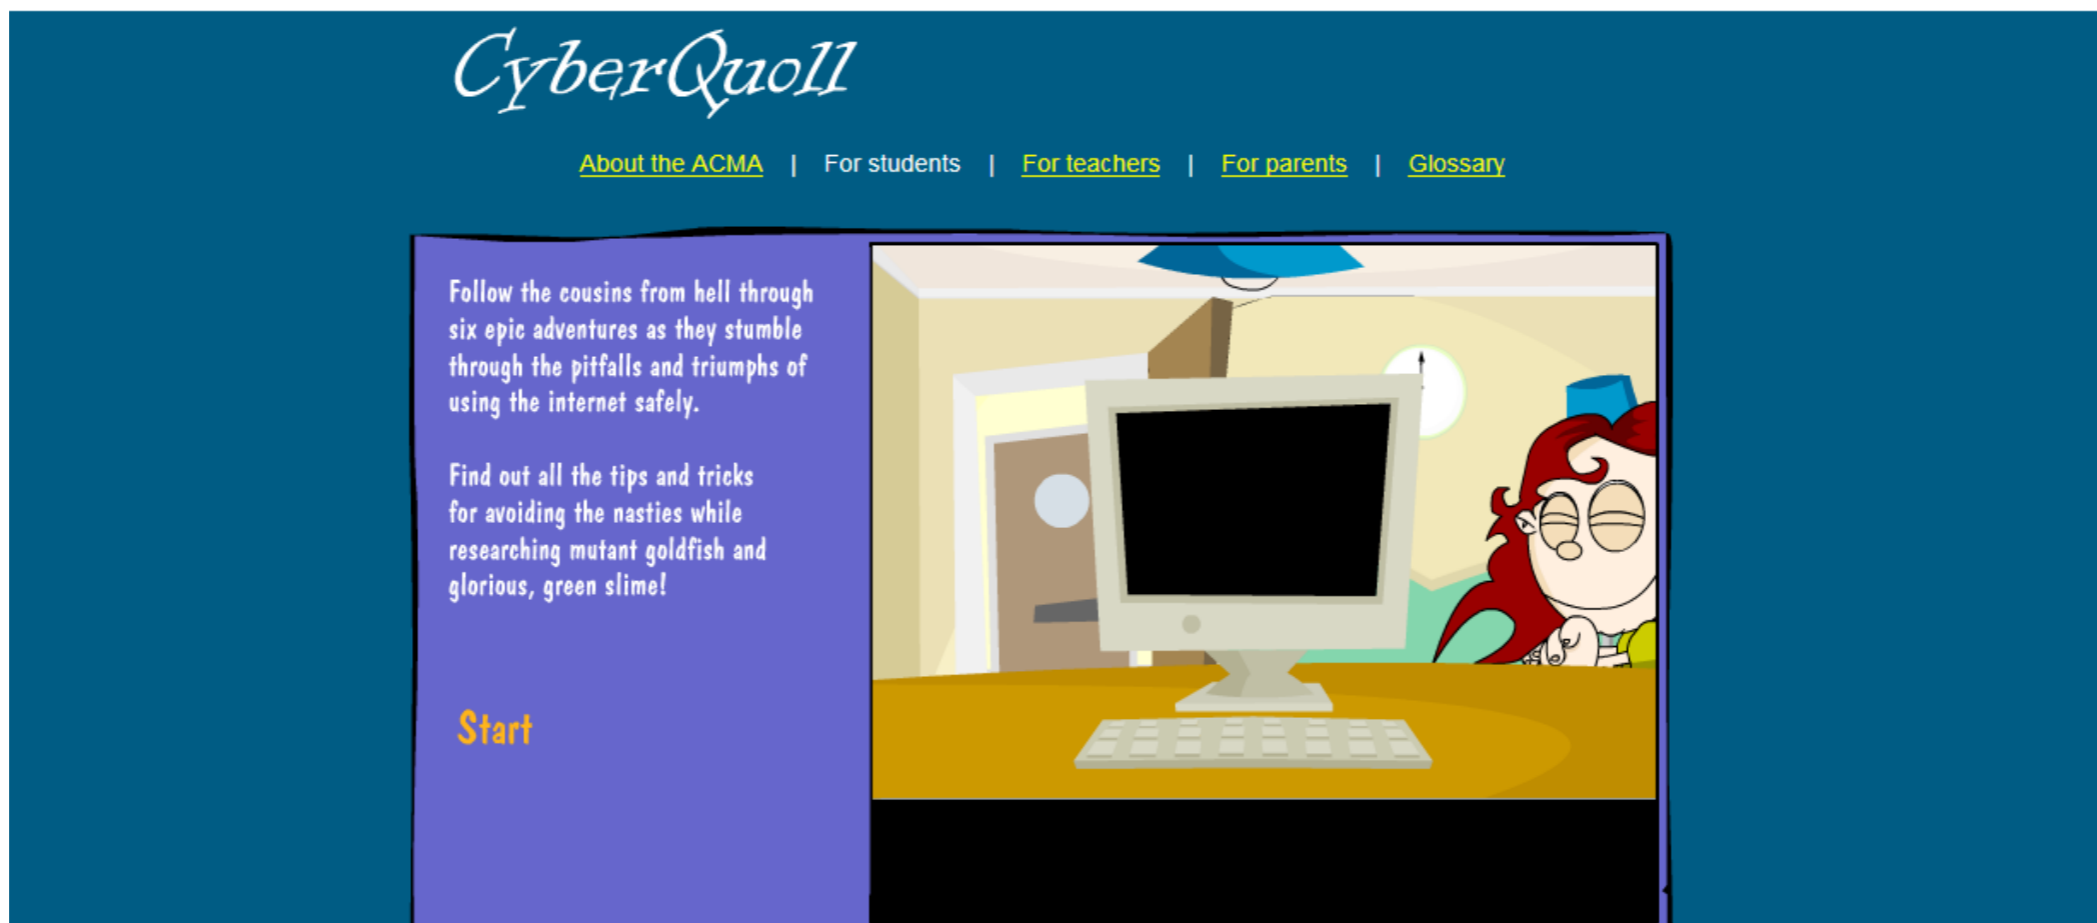 CyberQuoll
About the ACMA | For students | For teachers | For parents | Glossary
Follow the cousins from hell through
six epic adventures as they stumble
through the pitfalls and triumphs of
using the internet safely.
Find out all the tips and tricks
for avoiding the nasties while
researching mutant goldfish and
glorious, green slime!
Start